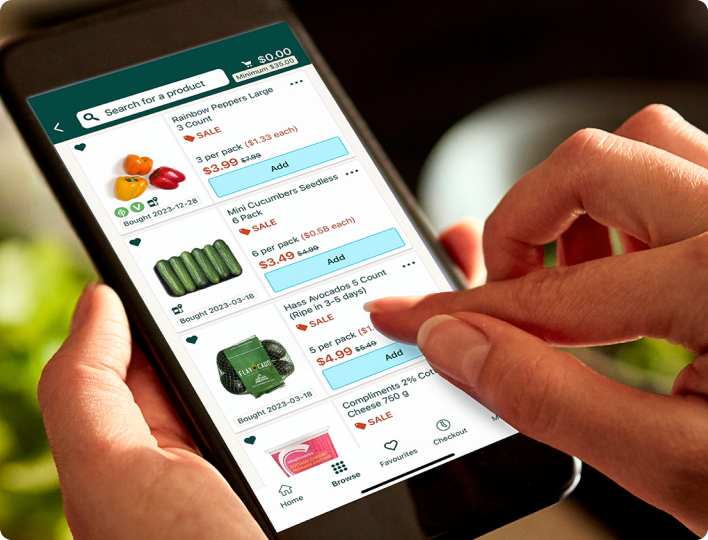 $0.00
Minimum $35.00
Search for a product
Rainbow Peppers Large
3 Count
SALE
3 per pack ($1.33 each)
$3.99 $7.99
Add
Bought 2023-12-28
Mini Cucumbers Seedless
6 Pack
SALE
6 per pack ($0.58 each)
$3.49 $4.99
Add
Bought 2023-03-18
Hass Avocados 5 Count
(Ripe in 3-5 days)
SALE
5 per pack ($1.
$4.99 $5.49
Add
Bought 2023-03-18
Compliments 2% Cot
Cheese 750 g
SALE
compliments
Home
Browse
Favourites
Checkout
M